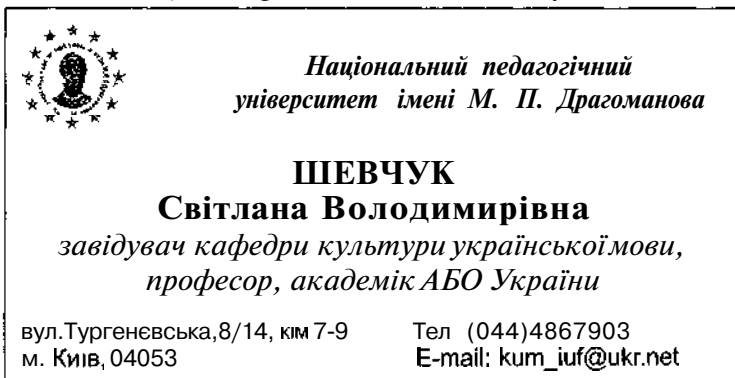 Національний педагогічний
університет імені М. П. Драгоманова
ШЕВЧУК
Світлана Володимирівна
завідувач кафедри культури української мови,
професор, академік АБО України
вул.Тургенєвська,8/14, кім 7-9
Тел (044)4867903
м. Київ, 04053
E-mail: kum_iuf@ukr.net